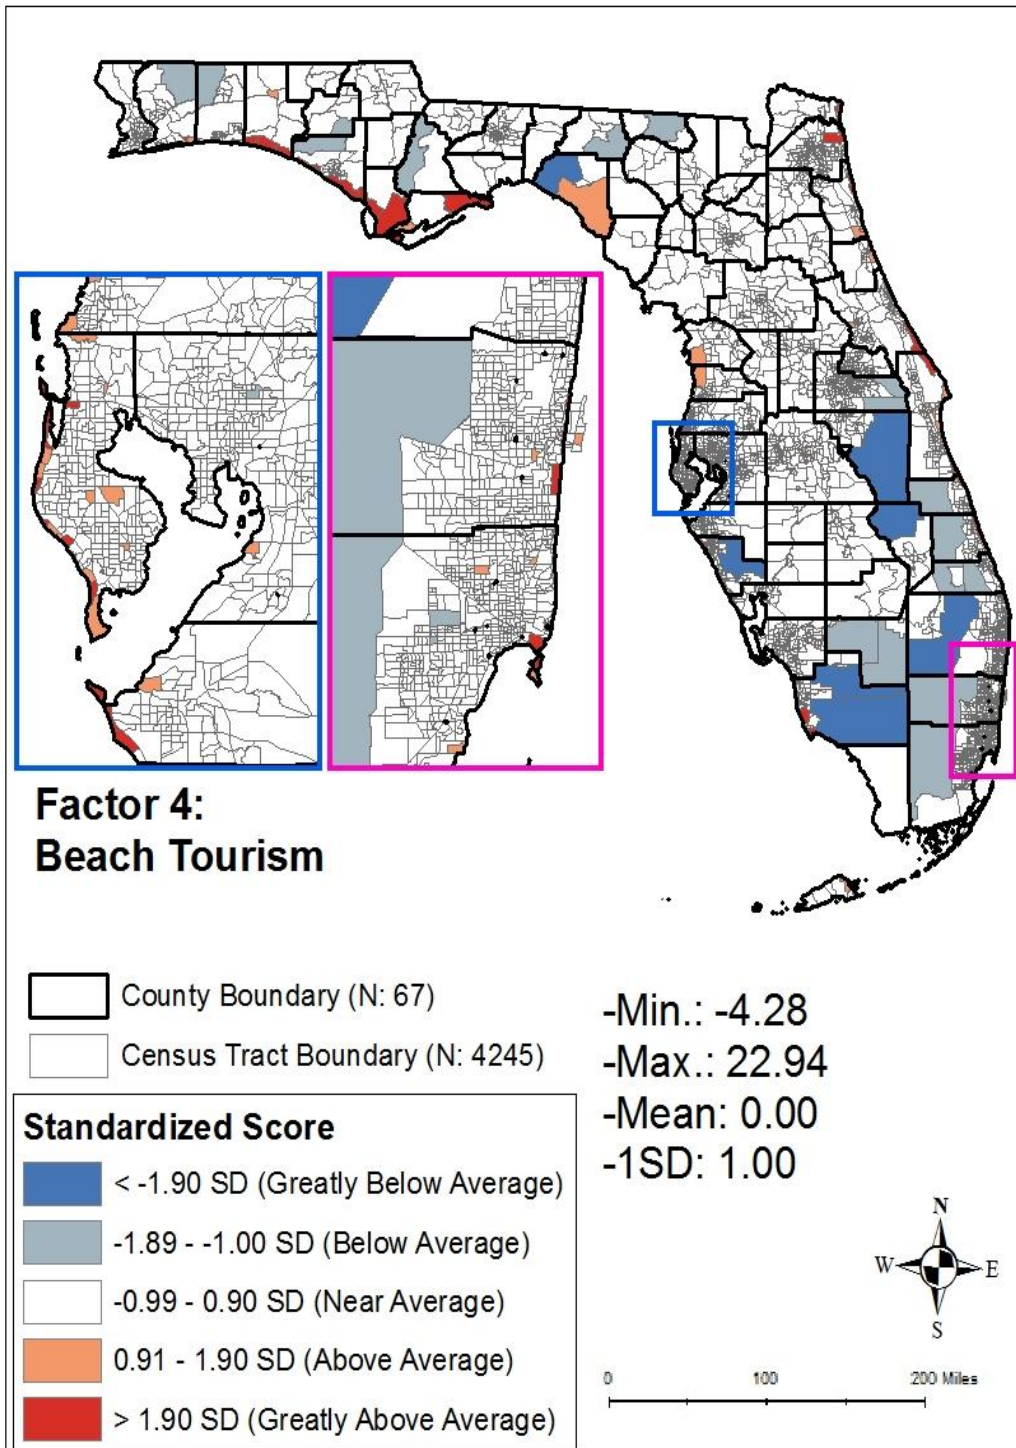 Factor 4:
Beach Tourism
County Boundary (N: 67)
Census Tract Boundary (N: 4245)
-Min.: -4.28
-Max.: 22.94
-Mean: 0.00
-1SD: 1.00
Standardized Score
< -1.90 SD (Greatly Below Average)
-1.89 - -1.00 SD (Below Average)
-0.99 - 0.90 SD (Near Average)
0.91 - 1.90 SD (Above Average)
> 1.90 SD (Greatly Above Average)
N
W
E
S
0 100 200 Miles